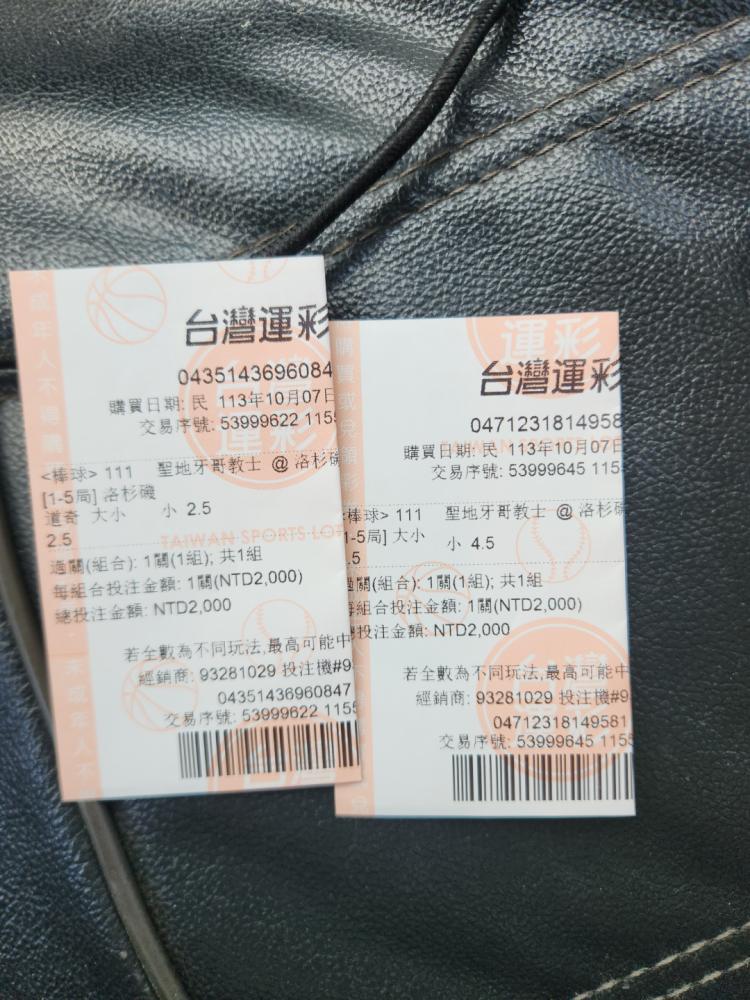 台灣運彩
0435143696084
購買日期: 民 113年10月07日
交易序號: 53999622 115
<棒球> 111 聖地牙哥教士 @ 洛杉磯
[1-5局] 洛杉磯
道奇 大小 小 2.5
2.5
TAIWAN SPORTS LOT
過關(組合): 1關(1組); 共1組
每組合投注金額: 1關(NTD2,000)
總投注金額: NTD2,000
若全數為不同玩法,最高可能中
經銷商: 93281029 投注機#9
04351436960847
交易序號: 53999622 115
運彩
台灣運彩
0471231814958
購買日期: 民 113年10月07日
交易序號: 53999645 115
棒球> 111 聖地牙哥教士 @ 洛杉磯
1-5局] 大小 小 4.5
.5
過關(組合): 1關(1組); 共1組
每組合投注金額: 1關(NTD2,000)
投注金額: NTD2,000
若全數為不同玩法,最高可能中
經銷商: 93281029 投注機#9
04712318149581
交易序號: 53999645 115